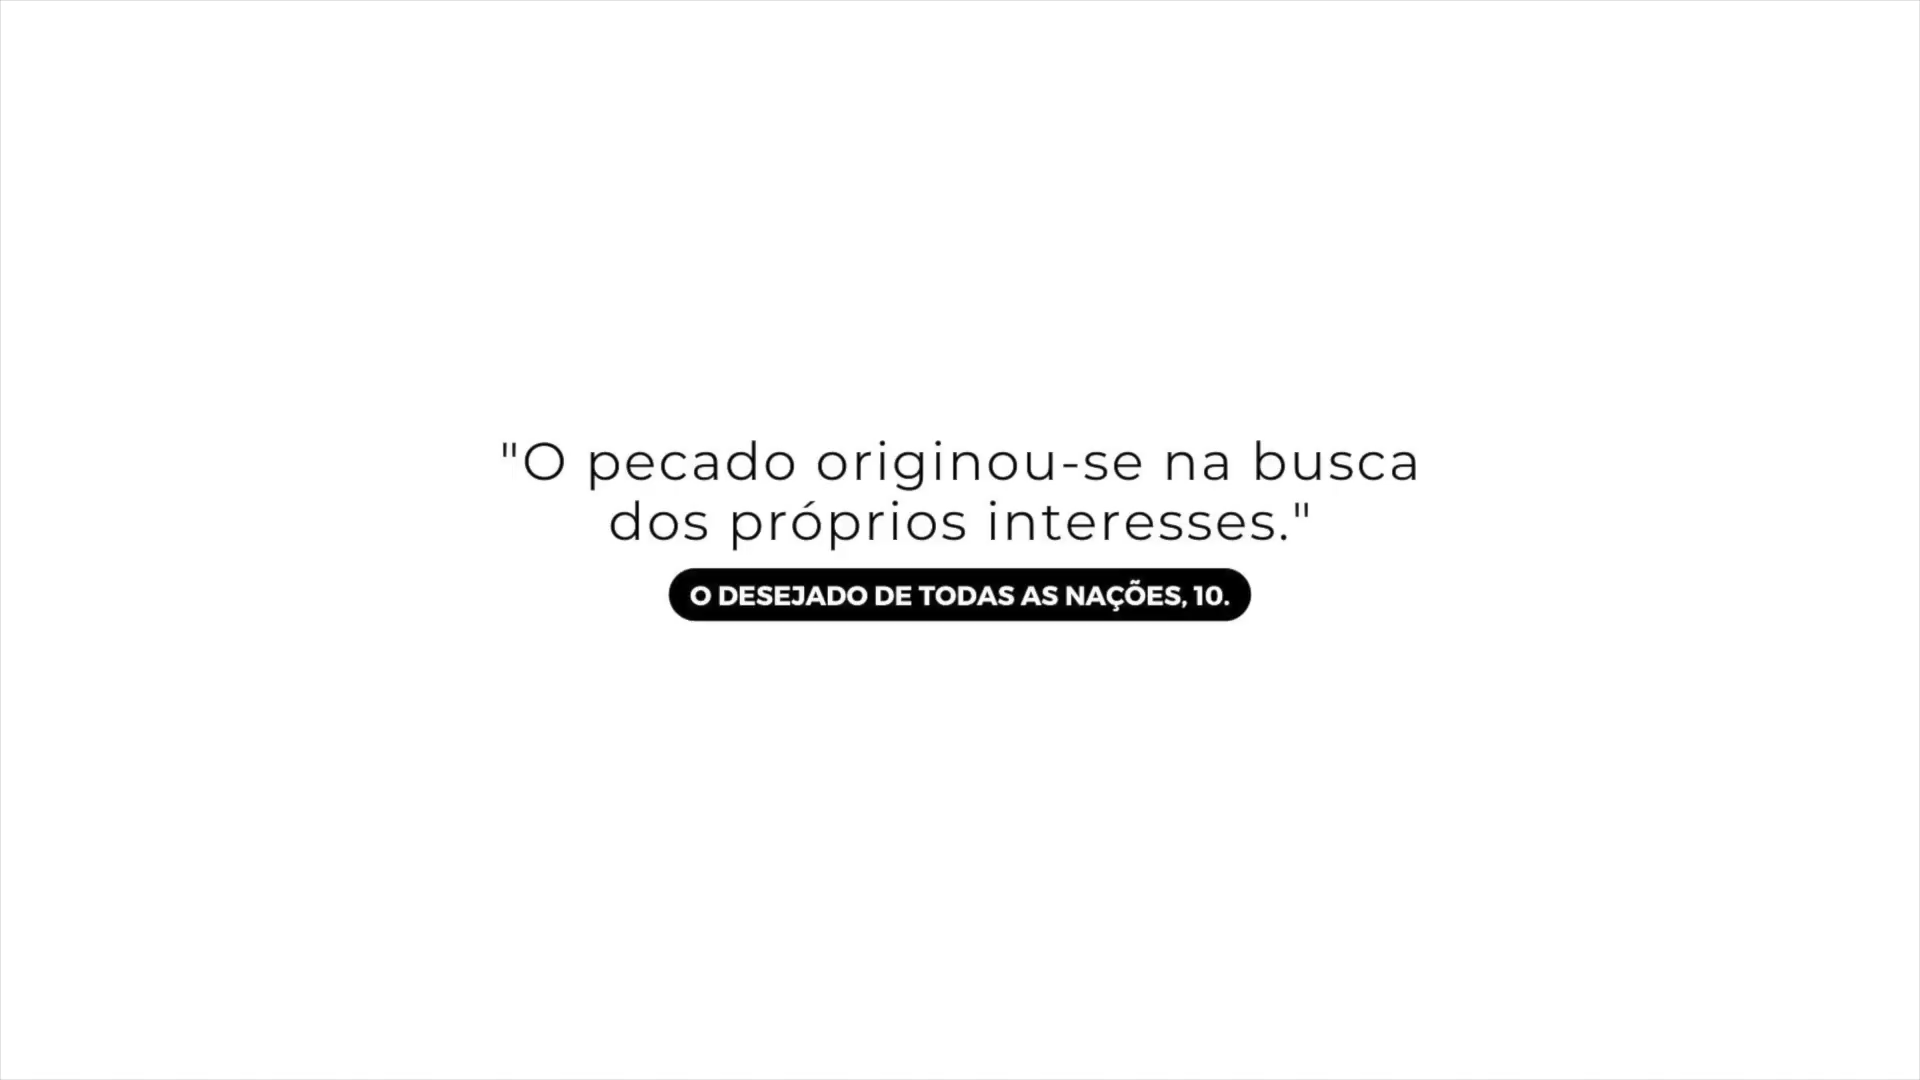 "O pecado originou-se na busca
dos próprios interesses."
O DESEJADO DE TODAS AS NAÇÕES, 10.